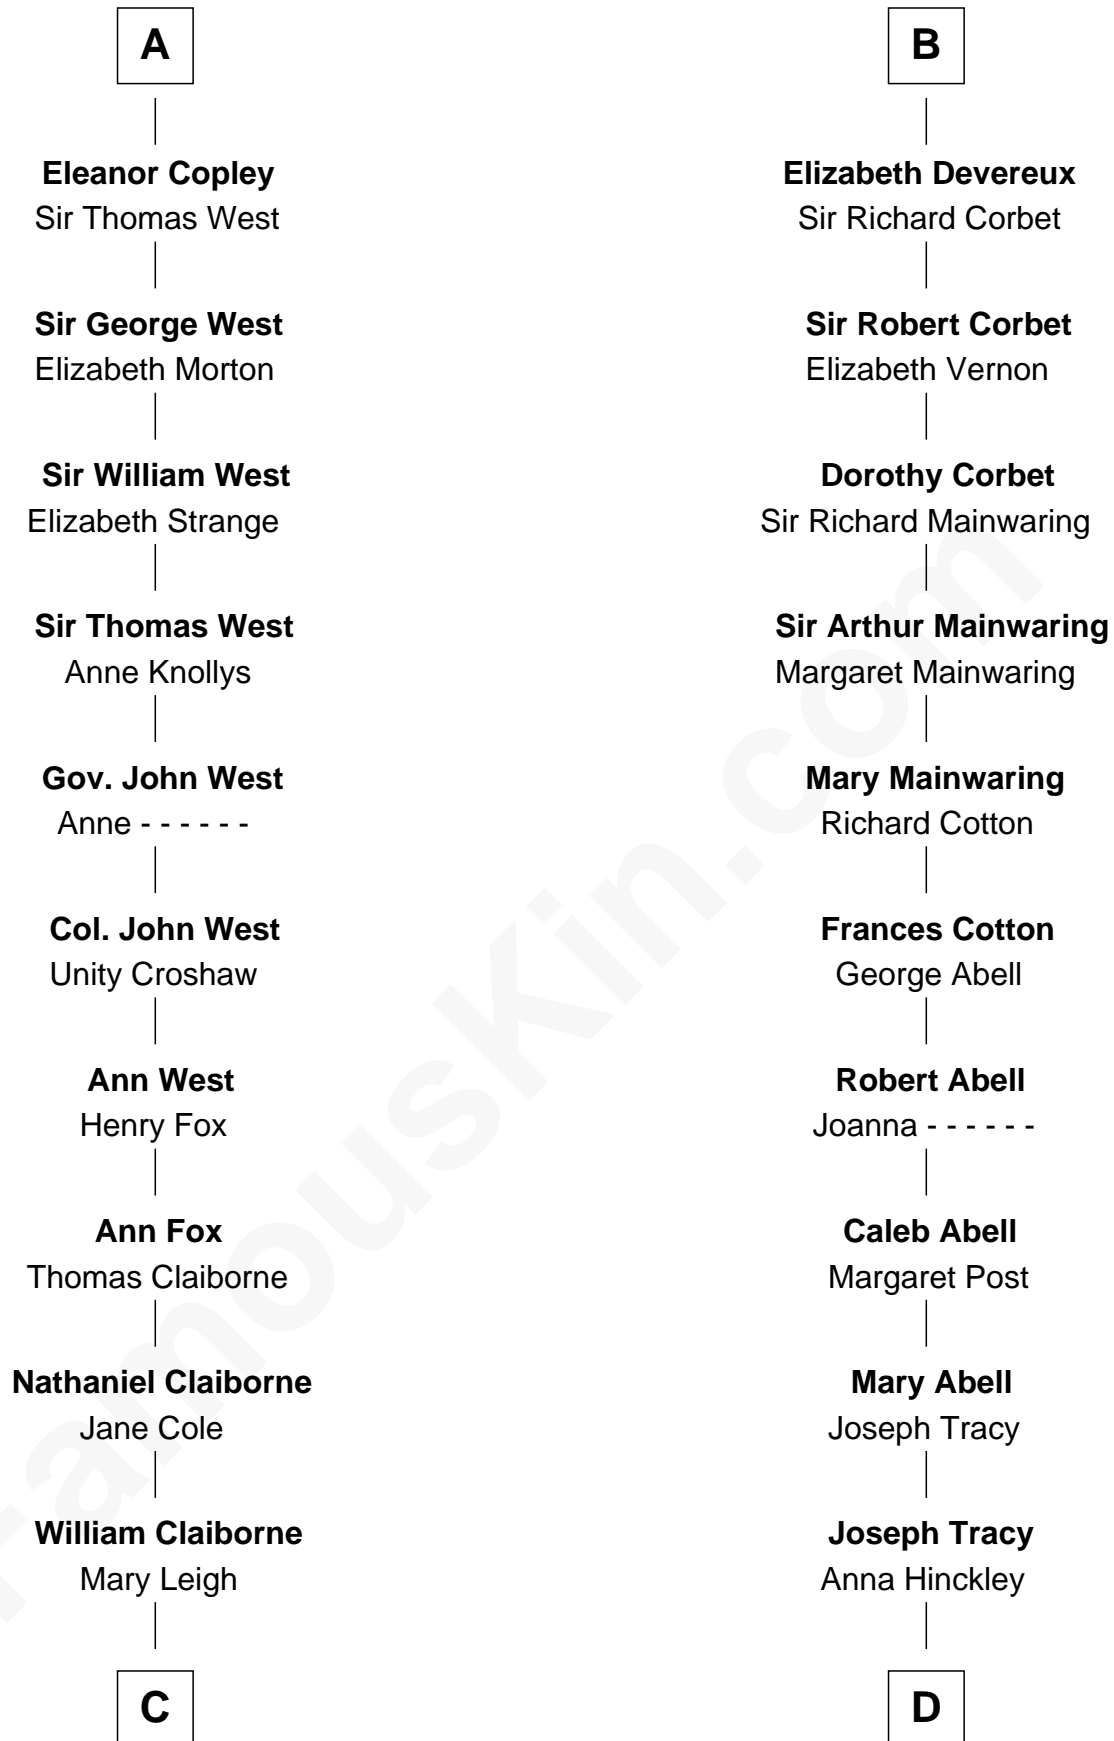 A
Eleanor Copley
Sir Thomas West
Sir George West
Elizabeth Morton
Sir William West
Elizabeth Strange
Sir Thomas West
Anne Knollys
Gov. John West
Anne - - - - - -
Col. John West
Unity Croshaw
Ann West
Henry Fox
Ann Fox
Thomas Claiborne
Nathaniel Claiborne
Jane Cole
William Claiborne
Mary Leigh
C
B
Elizabeth Devereux
Sir Richard Corbet
Sir Robert Corbet
Elizabeth Vernon
Dorothy Corbet
Sir Richard Mainwaring
Sir Arthur Mainwaring
Margaret Mainwaring
Mary Mainwaring
Richard Cotton
Frances Cotton
George Abell
Robert Abell
Joanna - - - - - -
Caleb Abell
Margaret Post
Mary Abell
Joseph Tracy
Joseph Tracy
Anna Hinckley
D
FamousKin.com